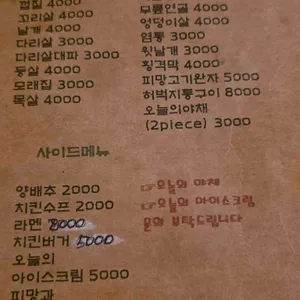 껍질 4000
꼬리살 4000
날개 4000
다리살 3000
다리살대파 3000
등살 4000
모래집 3000
목살 4000
무릎연골 4000
엉덩이살 4000
염통 3000
윗날개 3000
횡격막 4000
피망고기완자 5000
허벅지통구이 8000
오늘의야채
(2piece) 3000
사이드메뉴
양배추 2000
치킨수프 2000
라멘 8000
치킨버거 5000
오늘의
아이스크림 5000
피망과
☞오늘의 야채
☞오늘의 아이스크림
문의 부탁드립니다